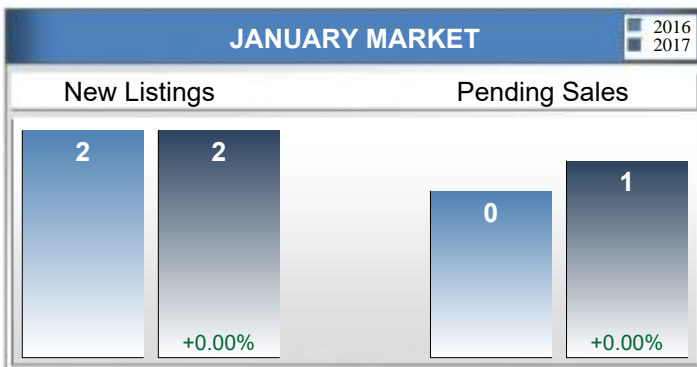 JANUARY MARKET
2016
2017
New Listings
Pending Sales
2
2
0
1
+0.00%
+0.00%